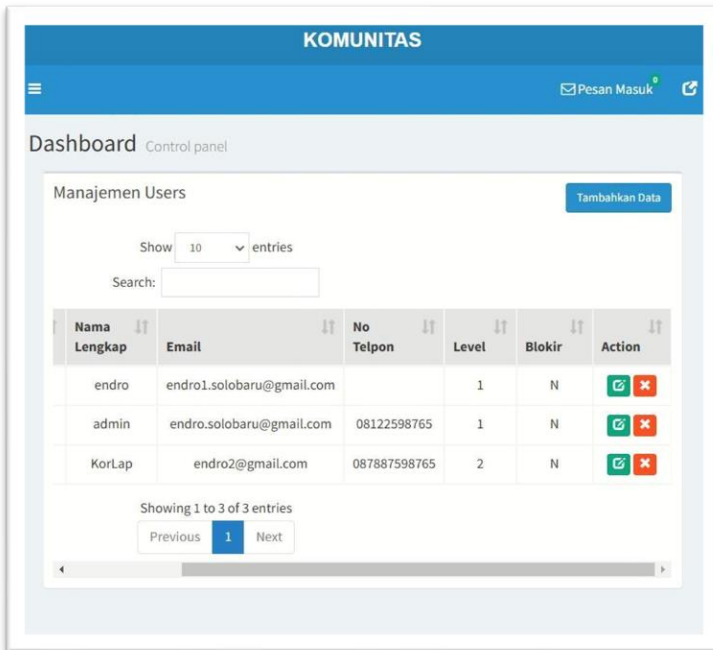 KOMUNITAS
Pesan Masuk 0
Dashboard Control panel
Manajemen Users
Tambahkan Data
Show 10 entries
Search:
Nama Lengkap Email No Telpon Level Blokir Action
endro endro1.solobaru@gmail.com 1 N
admin endro.solobaru@gmail.com 08122598765 1 N
KorLap endro2@gmail.com 087887598765 2 N
Showing 1 to 3 of 3 entries
Previous 1 Next